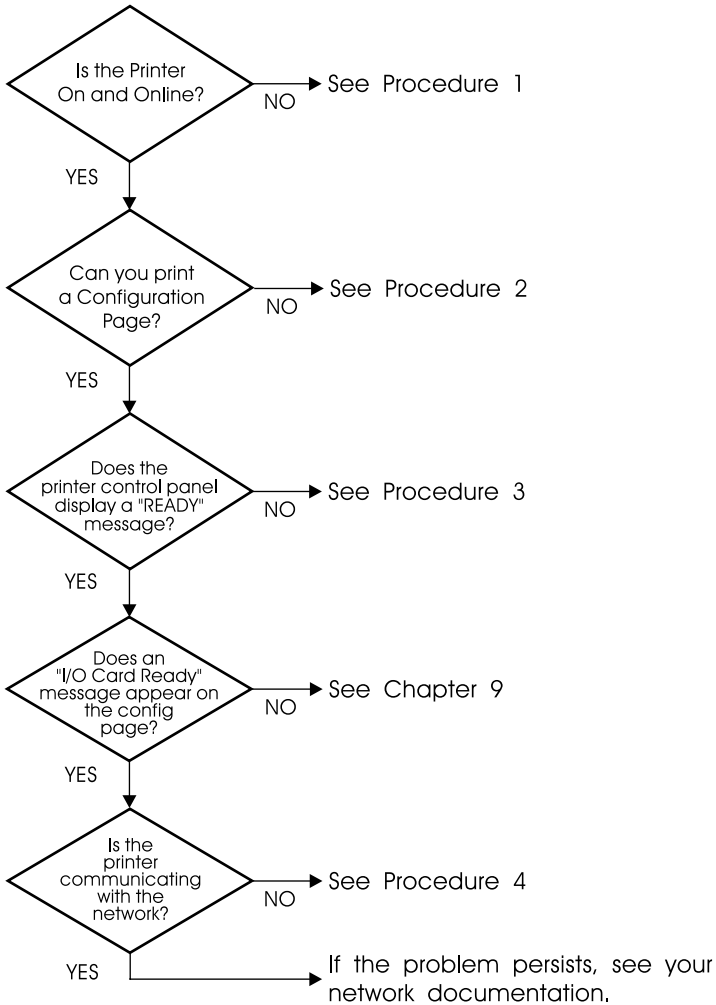 Is the Printer
On and Online?
NO
See Procedure 1
YES
Can you print
a Configuration
Page?
NO
See Procedure 2
YES
Does the
printer control panel
display a "READY"
message?
NO
See Procedure 3
YES
Does an
"I/O Card Ready"
message appear on
the config
page?
NO
See Chapter 9
YES
Is the
printer
communicating
with the
network?
NO
See Procedure 4
YES
If the problem persists, see your
network documentation.